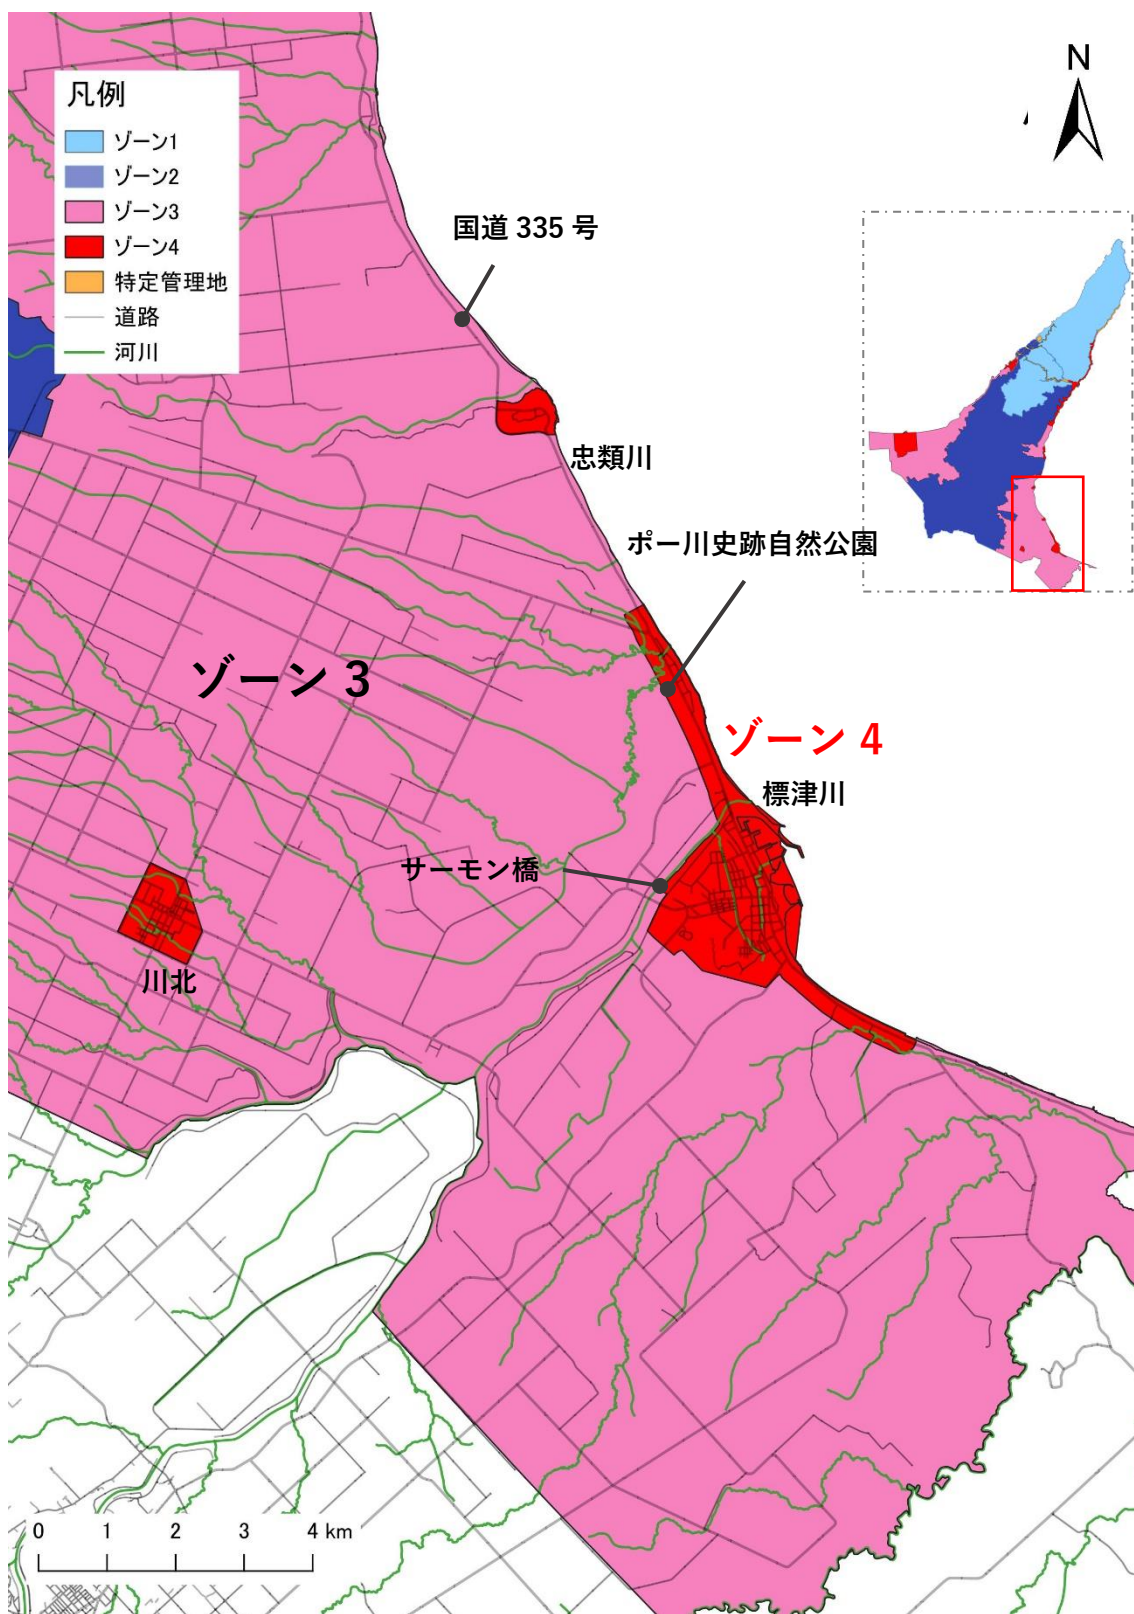 N
凡例
ゾーン1
ゾーン2
ゾーン3
ゾーン4
特定管理地
道路
河川
国道 335 号
忠類川
ポー川史跡自然公園
ゾーン 3
ゾーン 4
標津川
サーモン橋
川北
0 1 2 3 4 km